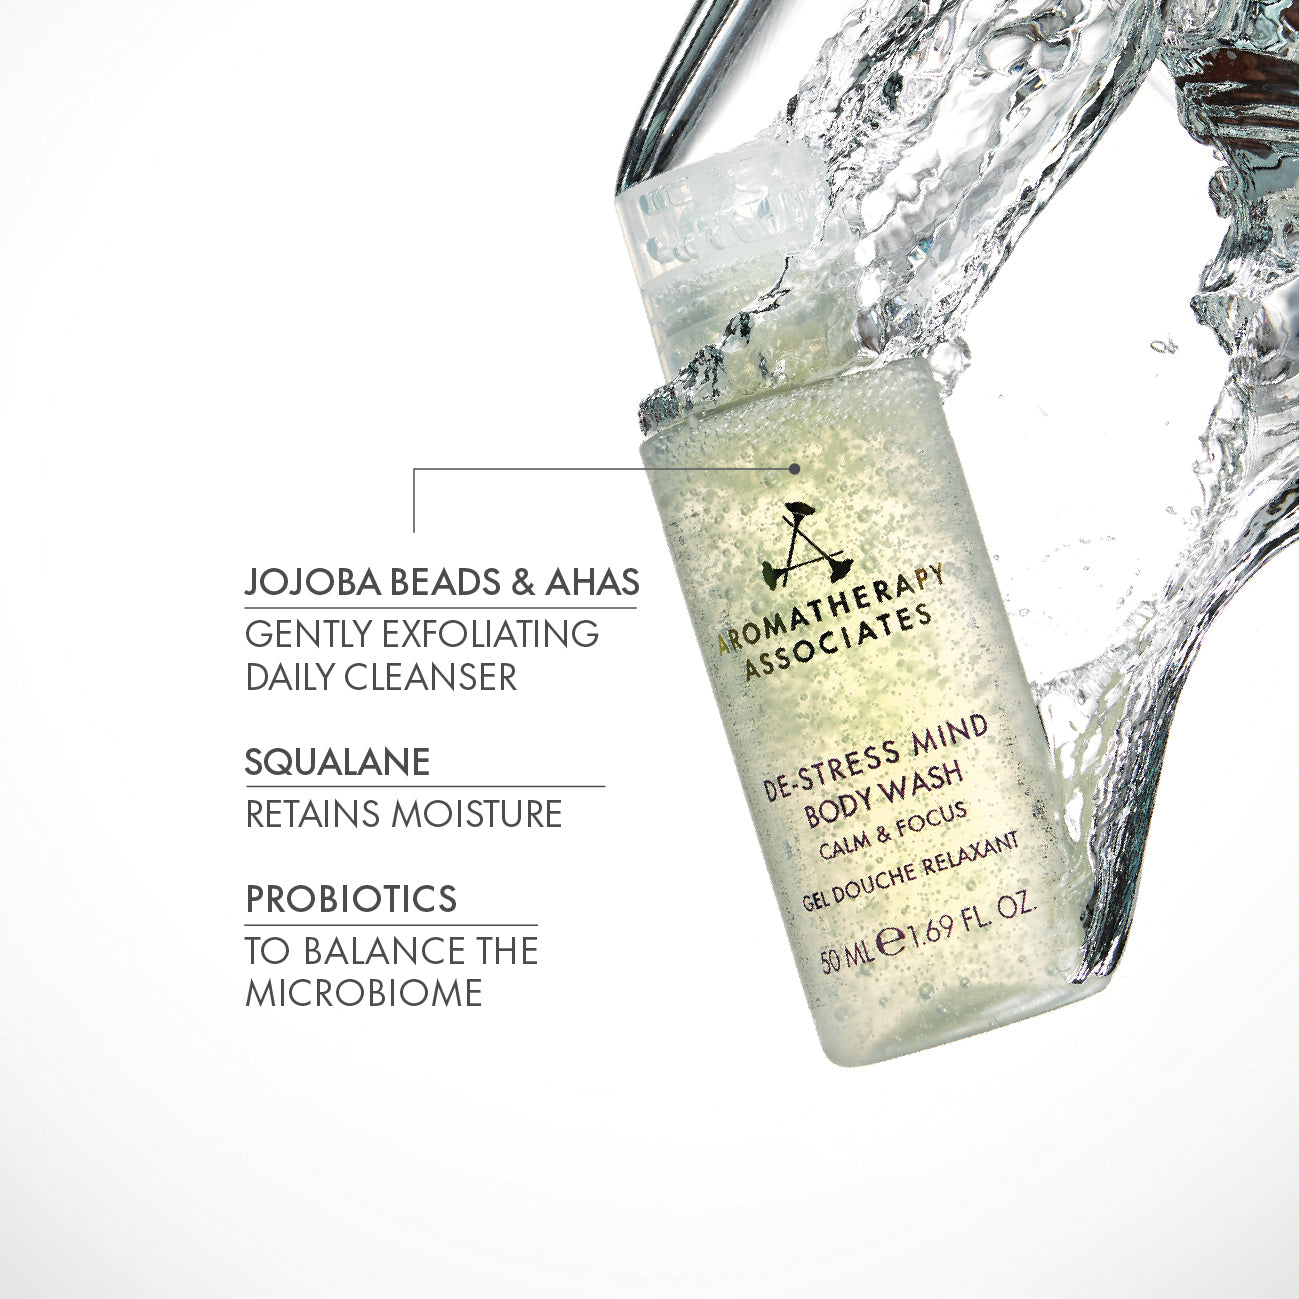 JOJOBA BEADS & AHAS
GENTLY EXFOLIATING
DAILY CLEANSER
SQUALANE
RETAINS MOISTURE
PROBIOTICS
TO BALANCE THE
MICROBIOME
AROMATHERAPY
ASSOCIATES
DE-STRESS MIND
BODY WASH
CALM & FOCUS
GEL DOUCHE RELAXANT
50 ML ℮ 1.69 FL. OZ.